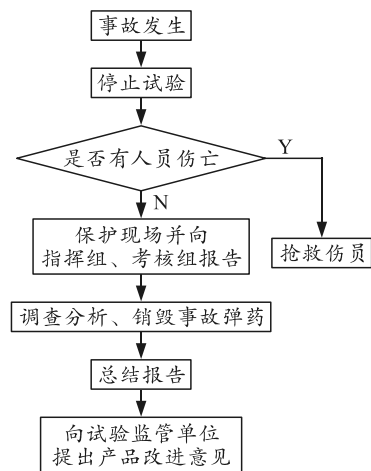 事故发生
停止试验
是否有人员伤亡
Y
N
保护现场并向
指挥组、考核组报告
抢救伤员
调查分析、销毁事故弹药
总结报告
向试验监管单位
提出产品改进意见